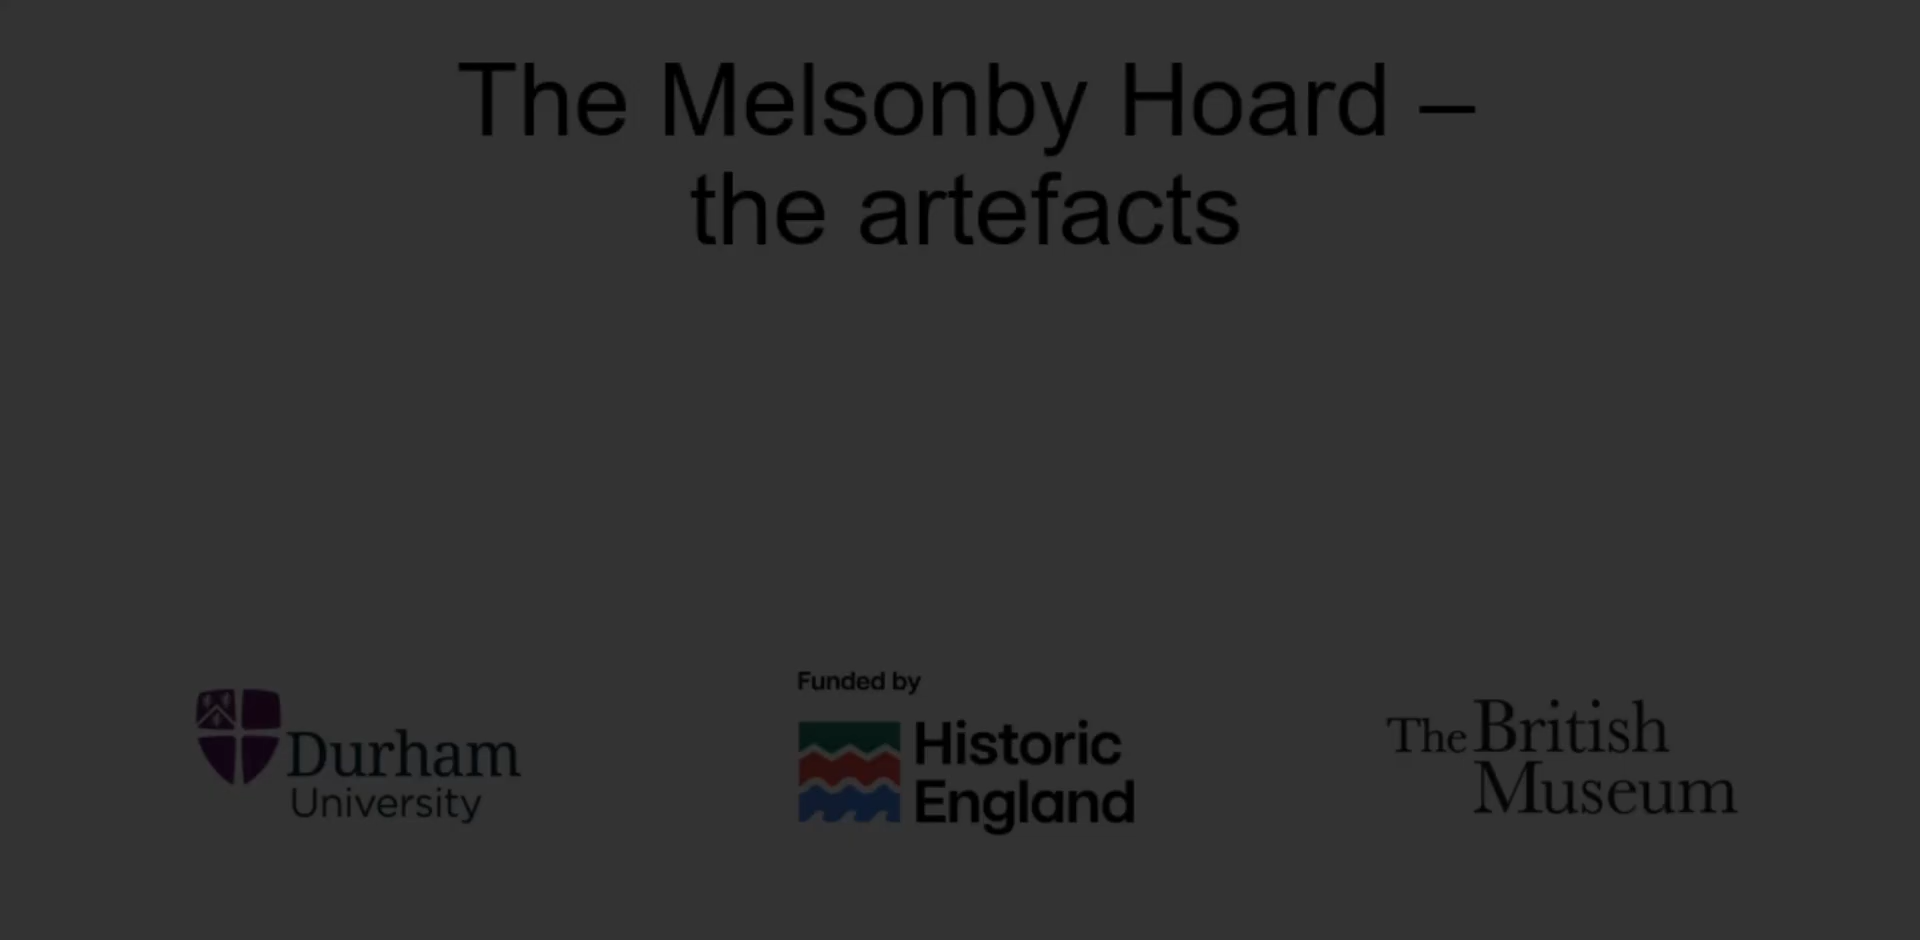 The Melsonby Hoard –
the artefacts
Durham
University
Funded by
Historic
England
The British
Museum